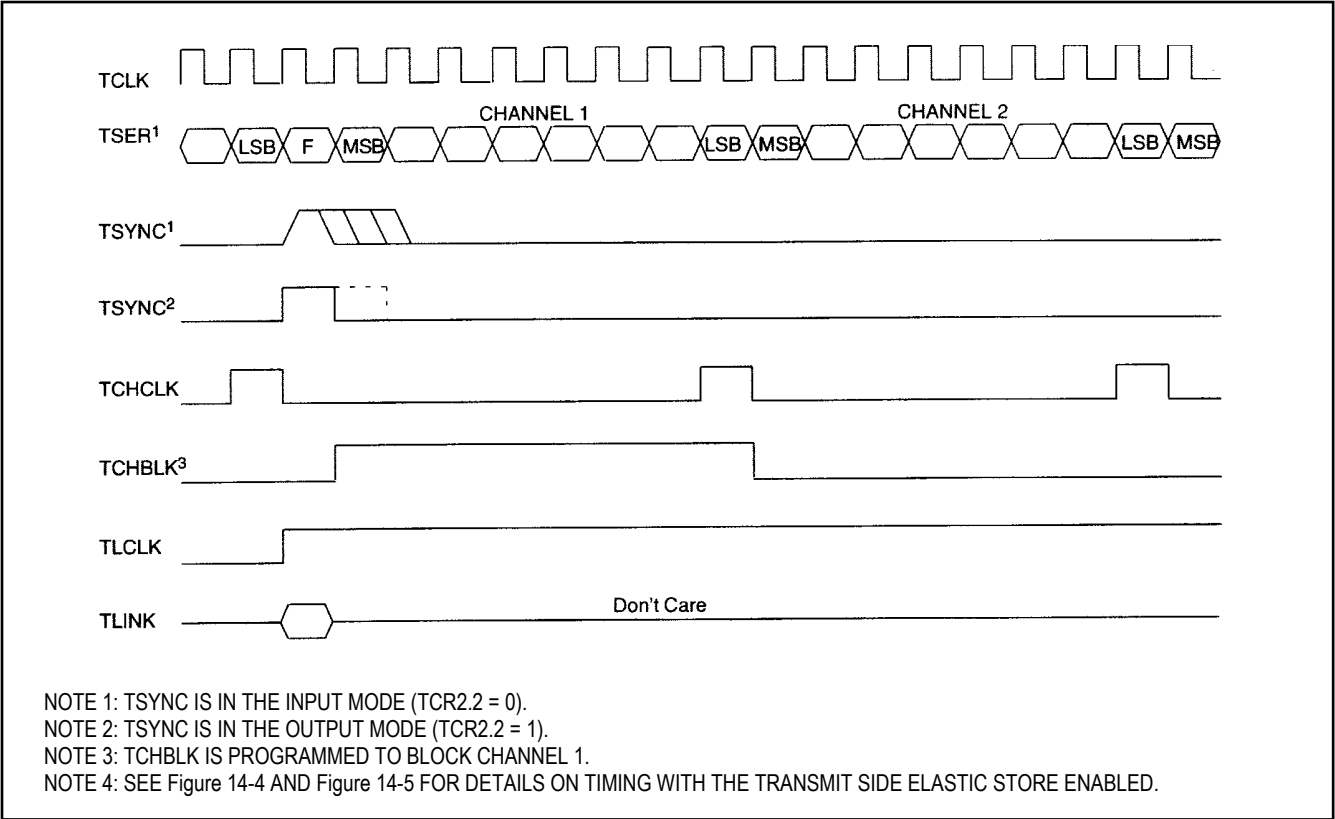 TCLK
CHANNEL 1 CHANNEL 2
TSER¹ LSB F MSB LSB MSB LSB MSB
TSYNC¹
TSYNC²
TCHCLK
TCHBLK³
TLCLK
Don't Care
TLINK
NOTE 1: TSYNC IS IN THE INPUT MODE (TCR2.2 = 0).
NOTE 2: TSYNC IS IN THE OUTPUT MODE (TCR2.2 = 1).
NOTE 3: TCHBLK IS PROGRAMMED TO BLOCK CHANNEL 1.
NOTE 4: SEE Figure 14-4 AND Figure 14-5 FOR DETAILS ON TIMING WITH THE TRANSMIT SIDE ELASTIC STORE ENABLED.